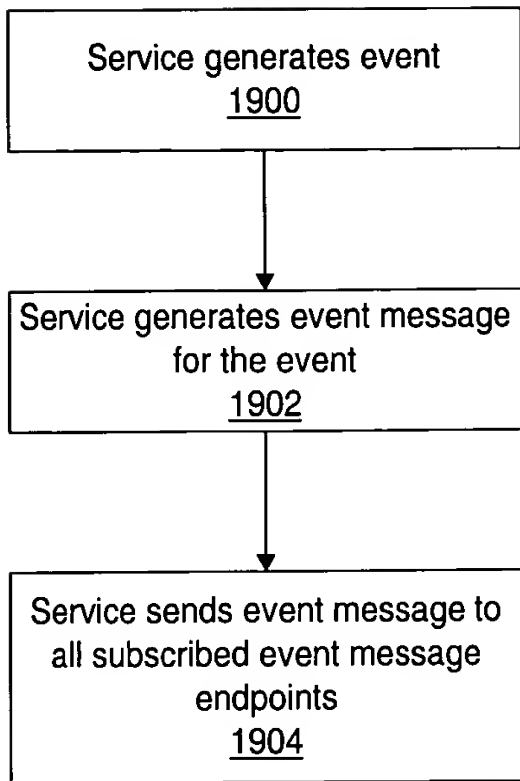 Service generates event
1900
Service generates event message
for the event
1902
Service sends event message to
all subscribed event message
endpoints
1904